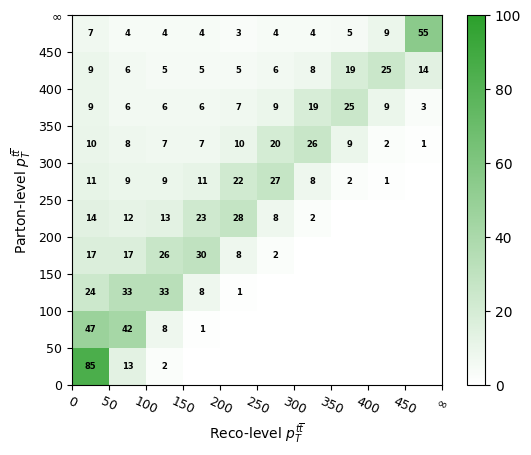 ∞
7 4 4 4 3 4 4 5 9 55
450
9 6 5 5 5 6 8 19 25 14
400
9 6 6 6 7 9 19 25 9 3
350
10 8 7 7 10 20 26 9 2 1
300
11 9 9 11 22 27 8 2 1
250
14 12 13 23 28 8 2
200
17 17 26 30 8 2
150
24 33 33 8 1
100
47 42 8 1
50
85 13 2
0
0 50 100 150 200 250 300 350 400 450 ∞
Reco-level p_T^{tt̅}
Parton-level p_T^{tt̅}
100
80
60
40
20
0